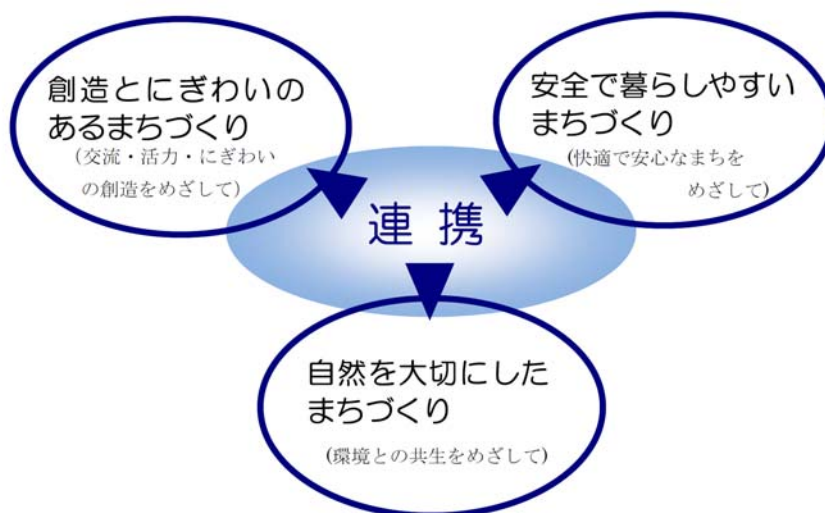 創造とにぎわいの
あるまちづくり
(交流・活力・にぎわい
の創造をめざして)
安全で暮らしやすい
まちづくり
(快適で安心なまちを
めざして)
連携
自然を大切にした
まちづくり
(環境との共生をめざして)